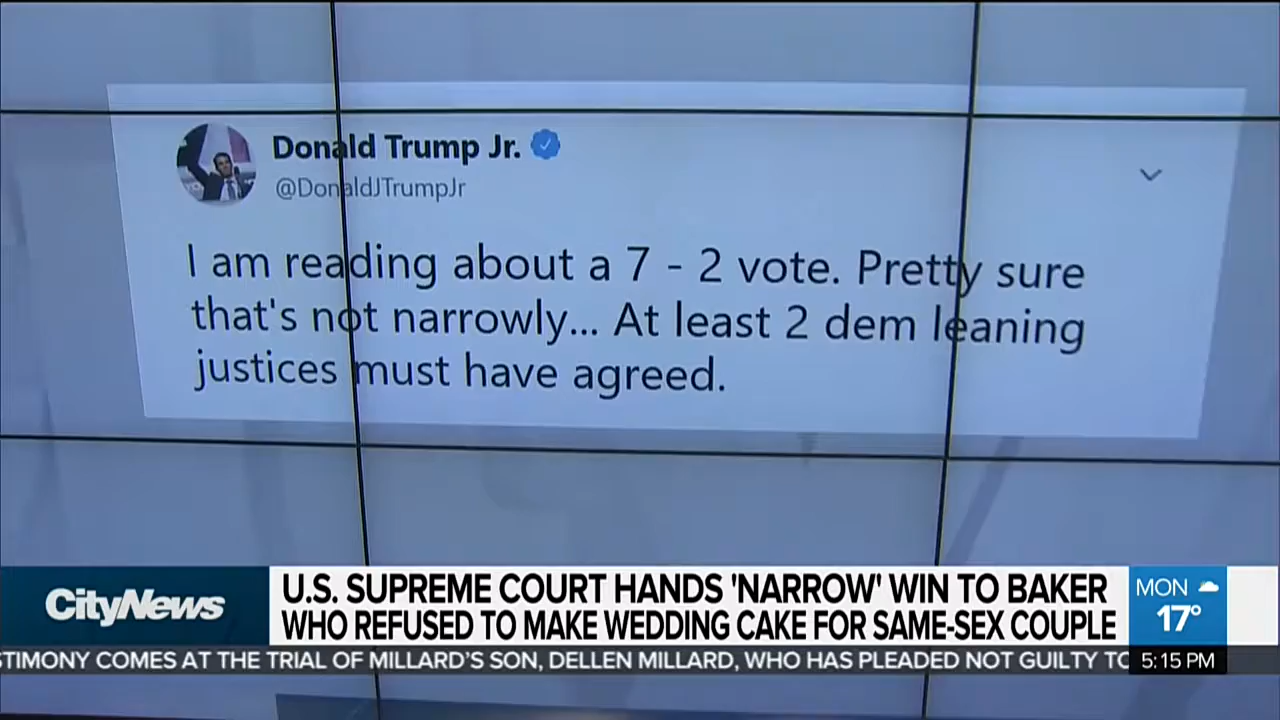 Donald Trump Jr.
@DonaldJTrumpJr
I am reading about a 7 - 2 vote. Pretty sure
that's not narrowly... At least 2 dem leaning
justices must have agreed.
CityNews
U.S. SUPREME COURT HANDS 'NARROW' WIN TO BAKER
WHO REFUSED TO MAKE WEDDING CAKE FOR SAME-SEX COUPLE
MON
17°
STIMONY COMES AT THE TRIAL OF MILLARD'S SON, DELLEN MILLARD, WHO HAS PLEADED NOT GUILTY TO
5:15 PM